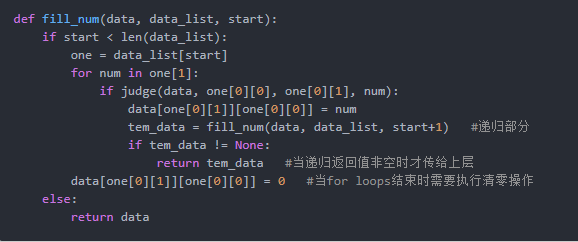 def fill_num(data, data_list, start):
    if start < len(data_list):
        one = data_list[start]
        for num in one[1]:
            if judge(data, one[0][0], one[0][1], num):
                data[one[0][1]][one[0][0]] = num
                tem_data = fill_num(data, data_list, start+1)   #递归部分
                if tem_data != None:
                    return tem_data   #当递归返回值非空时才传给上层
        data[one[0][1]][one[0][0]] = 0   #当for loops结束时需要执行清零操作
    else:
        return data